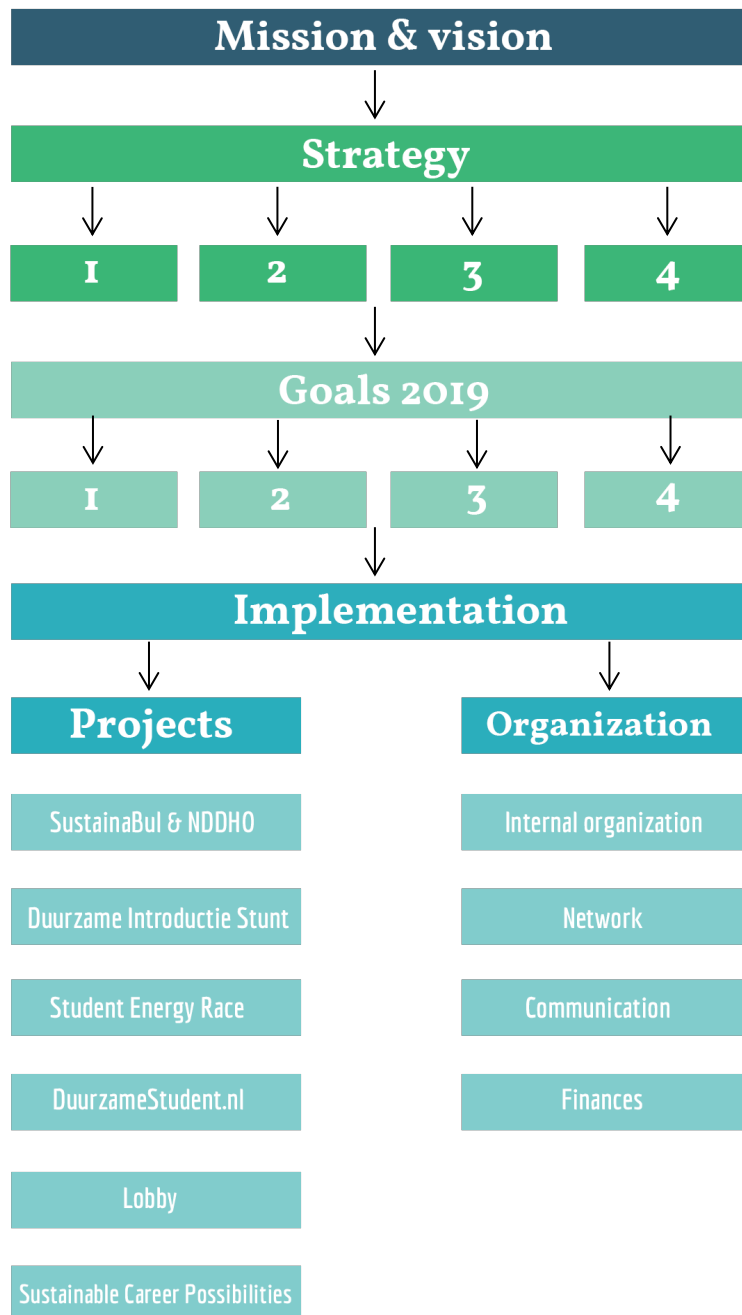 Mission & vision
Strategy
1
2
3
4
Goals 2019
1
2
3
4
Implementation
Projects
SustainaBul & NDDHO
Duurzame Introductie Stunt
Student Energy Race
DuurzameStudent.nl
Lobby
Sustainable Career Possibilities
Organization
Internal organization
Network
Communication
Finances